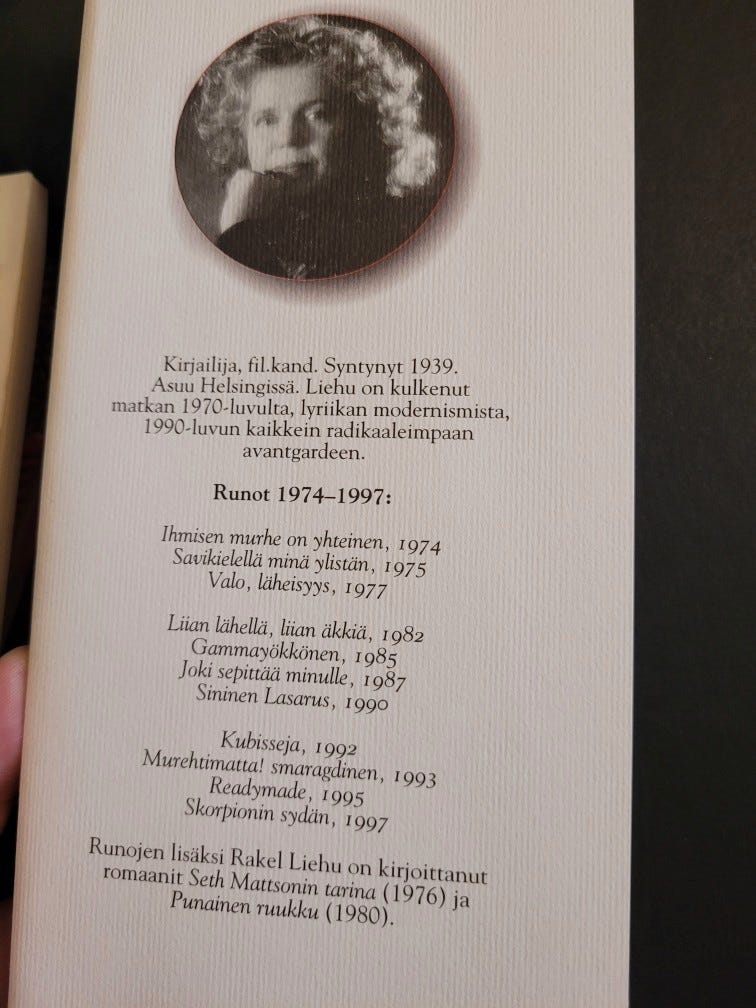 Kirjailija, fil.kand. Syntynyt 1939.
Asuu Helsingissä. Liehu on kulkenut
matkan 1970-luvulta, lyriikan modernismista,
1990-luvun kaikkein radikaaleimpaan
avantgardeen.
Runot 1974–1997:
Ihmisen murhe on yhteinen, 1974
Savikielellä minä ylistän, 1975
Valo, läheisyys, 1977
Liian lähellä, liian äkkiä, 1982
Gammayökkönen, 1985
Joki sepittää minulle, 1987
Sininen Lasarus, 1990
Kubisseja, 1992
Murehtimatta! smaragdinen, 1993
Readymade, 1995
Skorpionin sydän, 1997
Runojen lisäksi Rakel Liehu on kirjoittanut
romaanit Seth Mattsonin tarina (1976) ja
Punainen ruukku (1980).